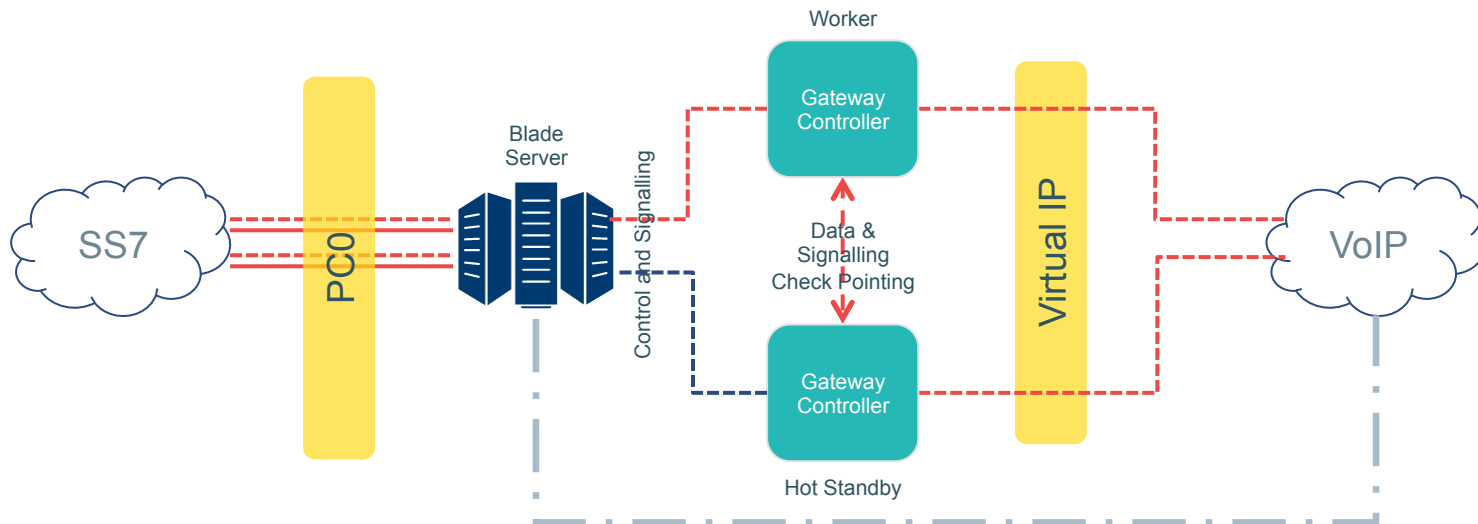 Worker
Gateway
Controller
Blade
Server
Control and Signalling
SS7
PC0
Data &
Signalling
Check Pointing
Virtual IP
VoIP
Gateway
Controller
Hot Standby